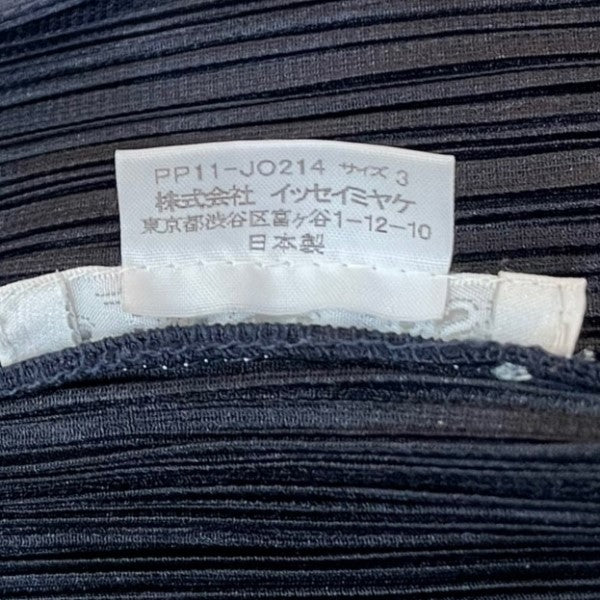 PP11-JO214 サイズ 3
株式会社 イッセイミヤケ
東京都渋谷区富ヶ谷1-12-10
日本製